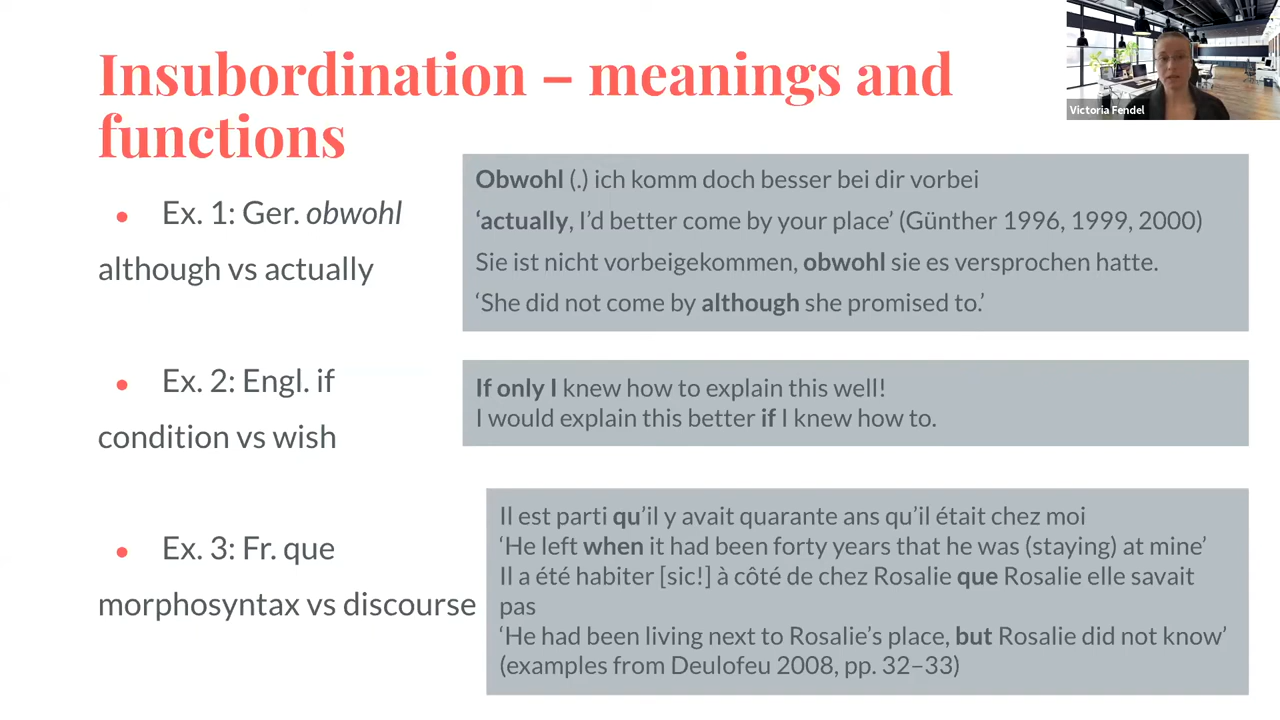 Insubordination – meanings and
functions
Victoria Fendel
• Ex. 1: Ger. obwohl
although vs actually
Obwohl (.) ich komm doch besser bei dir vorbei
‘actually, I’d better come by your place’ (Günther 1996, 1999, 2000)
Sie ist nicht vorbeigekommen, obwohl sie es versprochen hatte.
‘She did not come by although she promised to.’
• Ex. 2: Engl. if
condition vs wish
If only I knew how to explain this well!
I would explain this better if I knew how to.
• Ex. 3: Fr. que
morphosyntax vs discourse
Il est parti qu’il y avait quarante ans qu’il était chez moi
‘He left when it had been forty years that he was (staying) at mine’
Il a été habiter [sic!] à côté de chez Rosalie que Rosalie elle savait
pas
‘He had been living next to Rosalie’s place, but Rosalie did not know’
(examples from Deulofeu 2008, pp. 32–33)